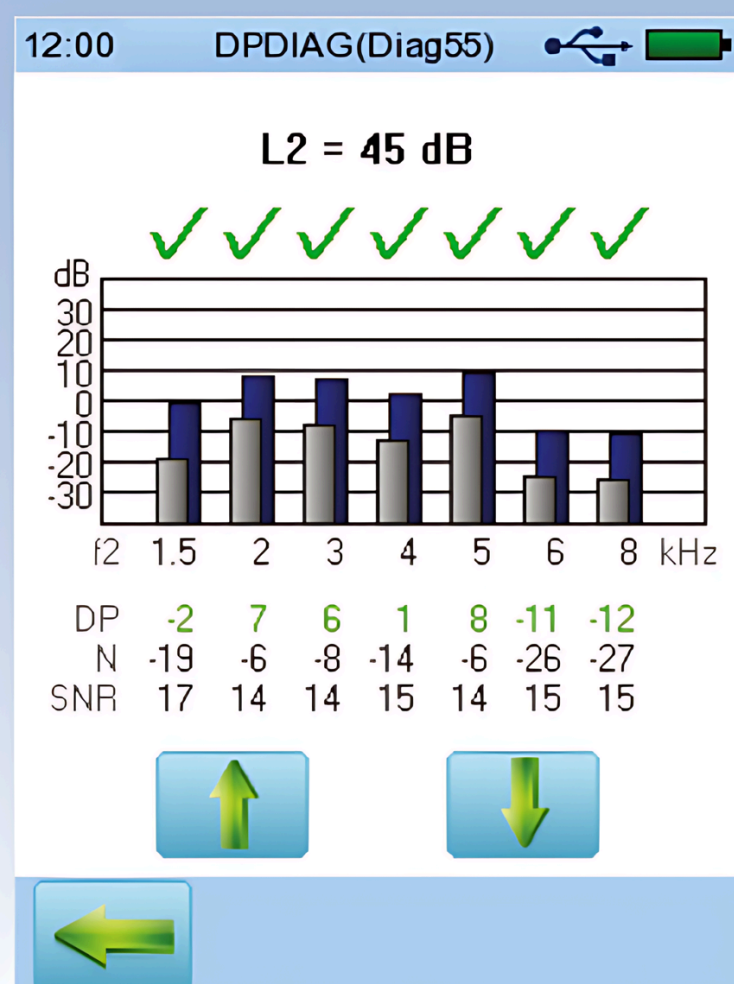 12:00 DPDIAG(Diag55)
L2 = 45 dB
dB
30
20
10
0
-10
-20
-30
f2 1.5 2 3 4 5 6 8 kHz
DP -2 7 6 1 8 -11 -12
N -19 -6 -8 -14 -6 -26 -27
SNR 17 14 14 15 14 15 15